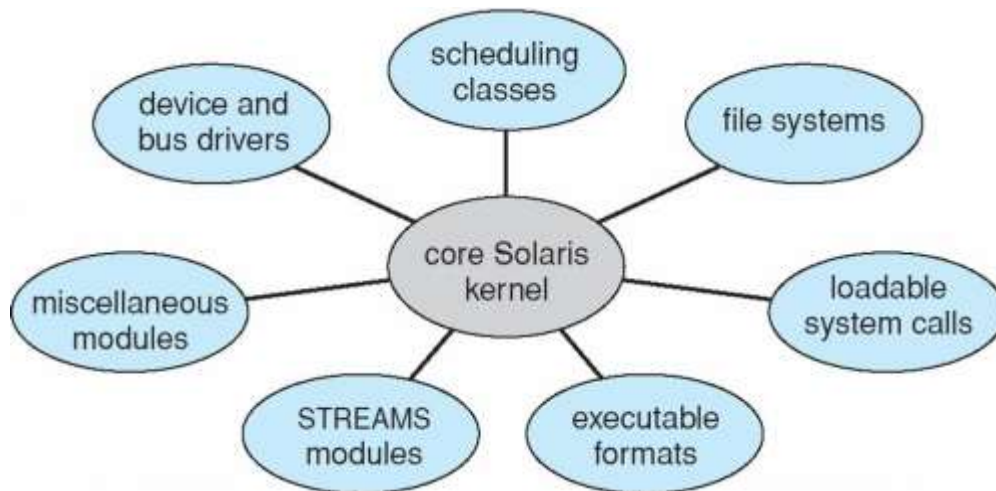 scheduling
classes
device and
bus drivers
file systems
core Solaris
kernel
miscellaneous
modules
loadable
system calls
STREAMS
modules
executable
formats